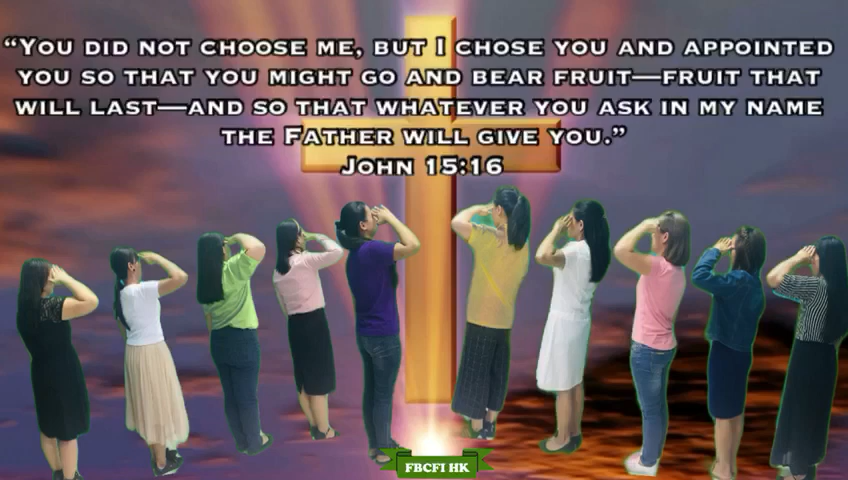 “You did not choose me, but I chose you and appointed
you so that you might go and bear fruit—fruit that
will last—and so that whatever you ask in my name
the Father will give you.”
John 15:16
FBCFI HK